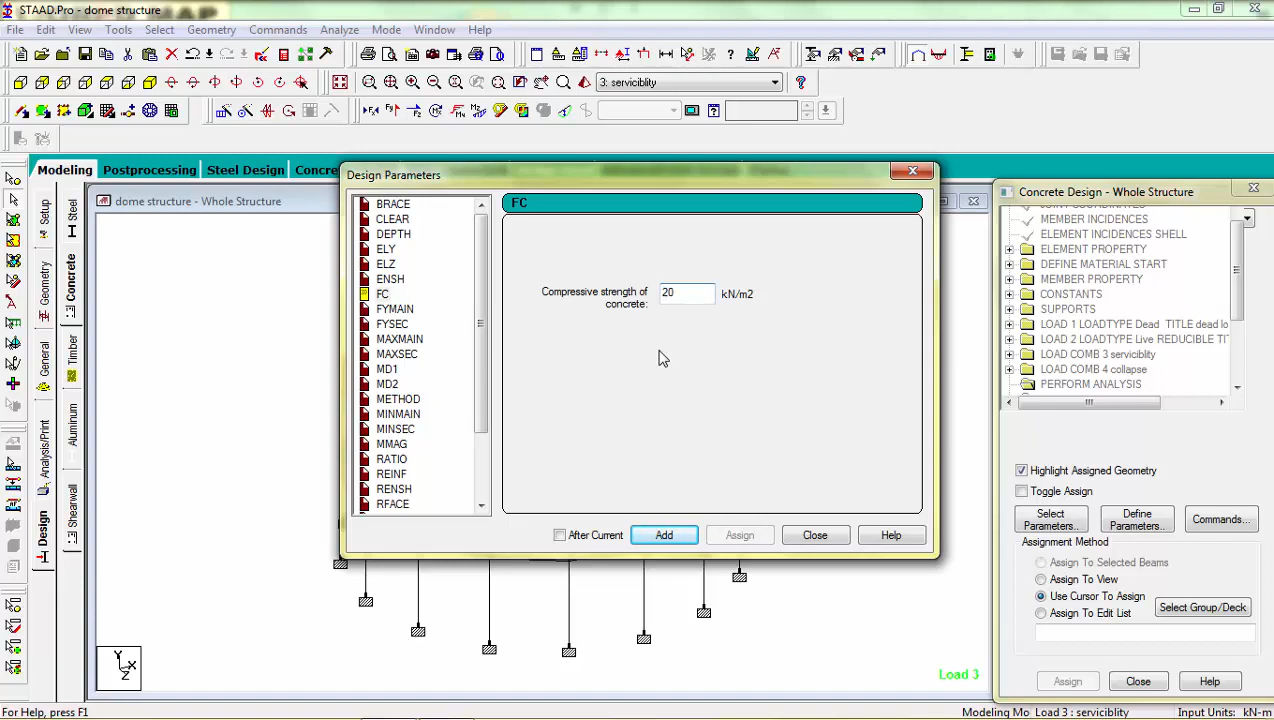 STAAD.Pro - dome structure
File Edit View Tools Select Geometry Commands Analyze Mode Window Help
3: serviciblity
Modeling Postprocessing Steel Design
dome structure - Whole Structure
Setup
Geometry
General
Analysis/Print
Design
Steel
Concrete
Timber
Aluminum
Shearwall
Design Parameters
BRACE
CLEAR
DEPTH
ELY
ELZ
ENSH
FC
FYMAIN
FYSEC
MAXMAIN
MAXSEC
MD1
MD2
METHOD
MINMAIN
MINSEC
MMAG
RATIO
REINF
RENSH
RFACE
FC
Compressive strength of
concrete:
20
kN/m2
After Current Add Assign Close Help
Concrete Design - Whole Structure
JOINT COORDINATES
MEMBER INCIDENCES
ELEMENT INCIDENCES SHELL
ELEMENT PROPERTY
DEFINE MATERIAL START
MEMBER PROPERTY
CONSTANTS
SUPPORTS
LOAD 1 LOADTYPE Dead TITLE dead lo
LOAD 2 LOADTYPE Live REDUCIBLE TIT
LOAD COMB 3 serviciblity
LOAD COMB 4 collapse
PERFORM ANALYSIS
Highlight Assigned Geometry
Toggle Assign
Select Parameters..
Define Parameters..
Commands...
Assignment Method
Assign To Selected Beams
Assign To View
Use Cursor To Assign
Assign To Edit List
Select Group/Deck
Assign Close Help
Y
X
Z
Load 3
For Help, press F1
Modeling Mo Load 3 : serviciblity Input Units: kN-m